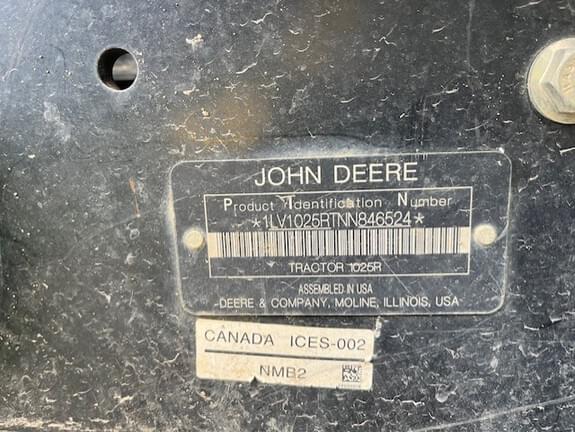 JOHN DEERE
Product Identification Number
*1LV1025RTNN846524*
TRACTOR 1025R
ASSEMBLED IN USA
DEERE & COMPANY, MOLINE, ILLINOIS, USA
CANADA ICES-002
NMB2